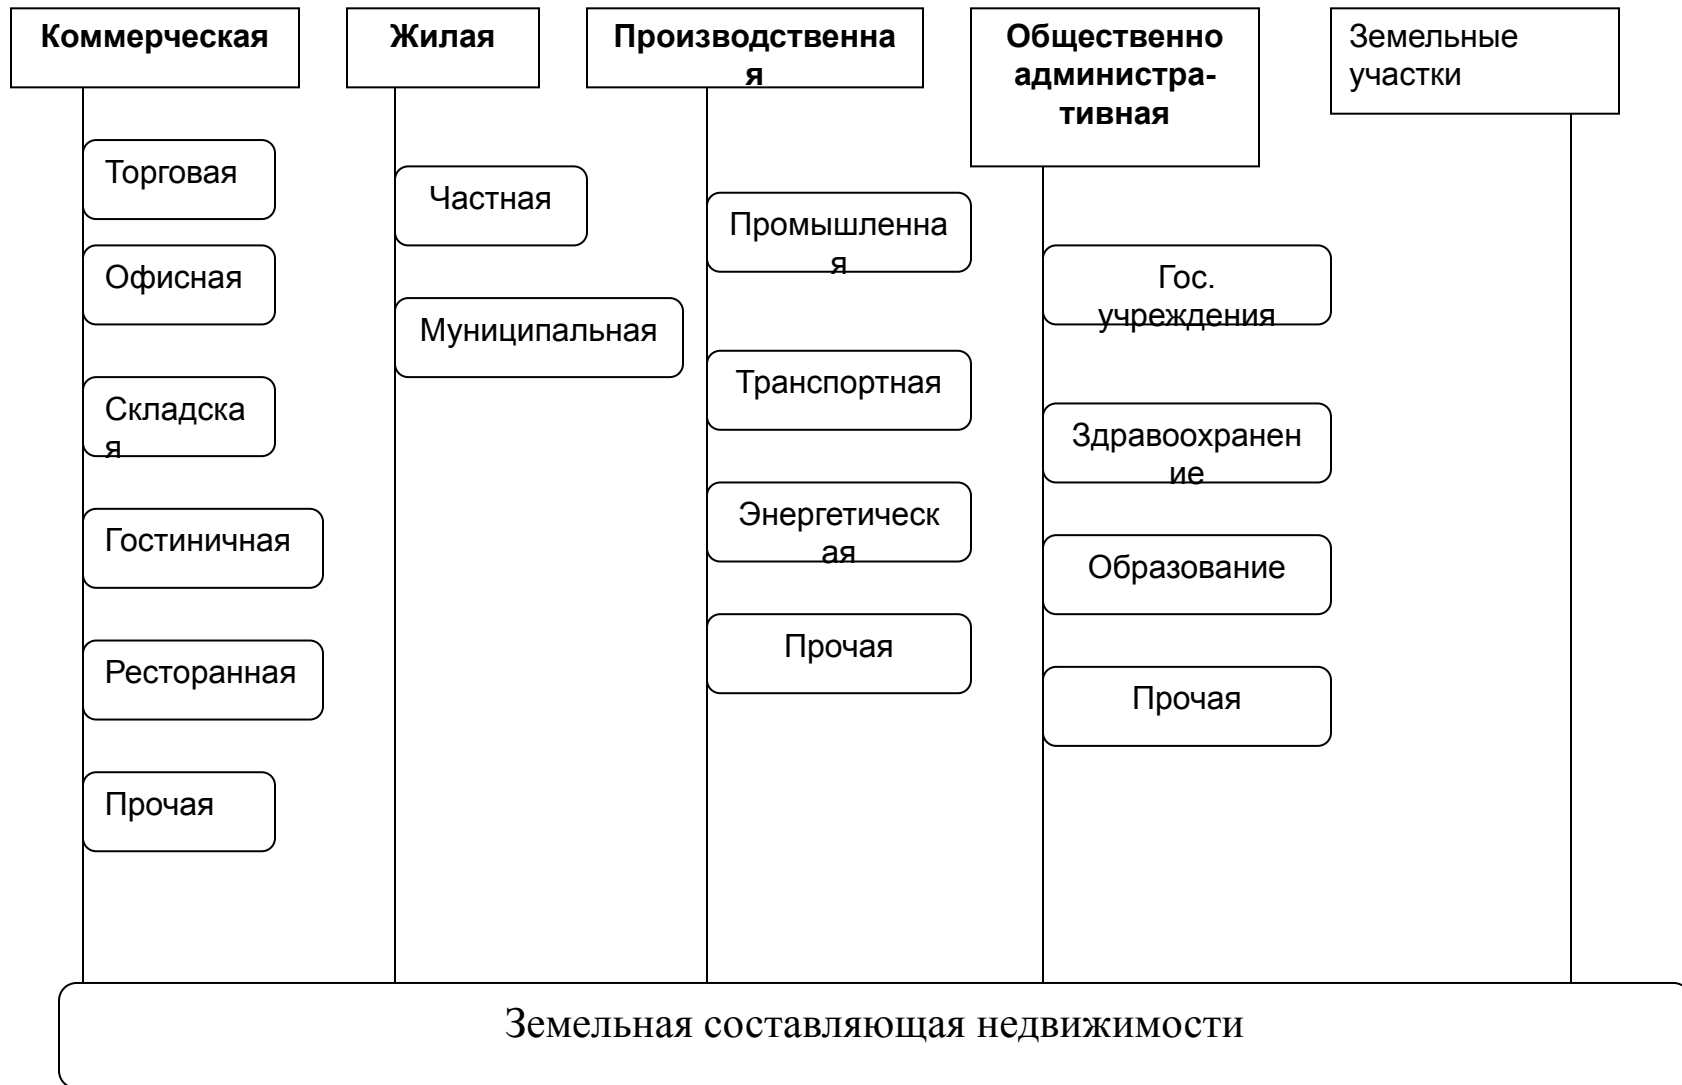 Коммерческая
Торговая
Офисная
Складска
я
Гостиничная
Ресторанная
Прочая
Жилая
Частная
Муниципальная
Производственна
я
Промышленна
я
Транспортная
Энергетическ
ая
Прочая
Общественно
администра-
тивная
Гос.
учреждения
Здравоохранен
ие
Образование
Прочая
Земельные
участки
Земельная составляющая недвижимости